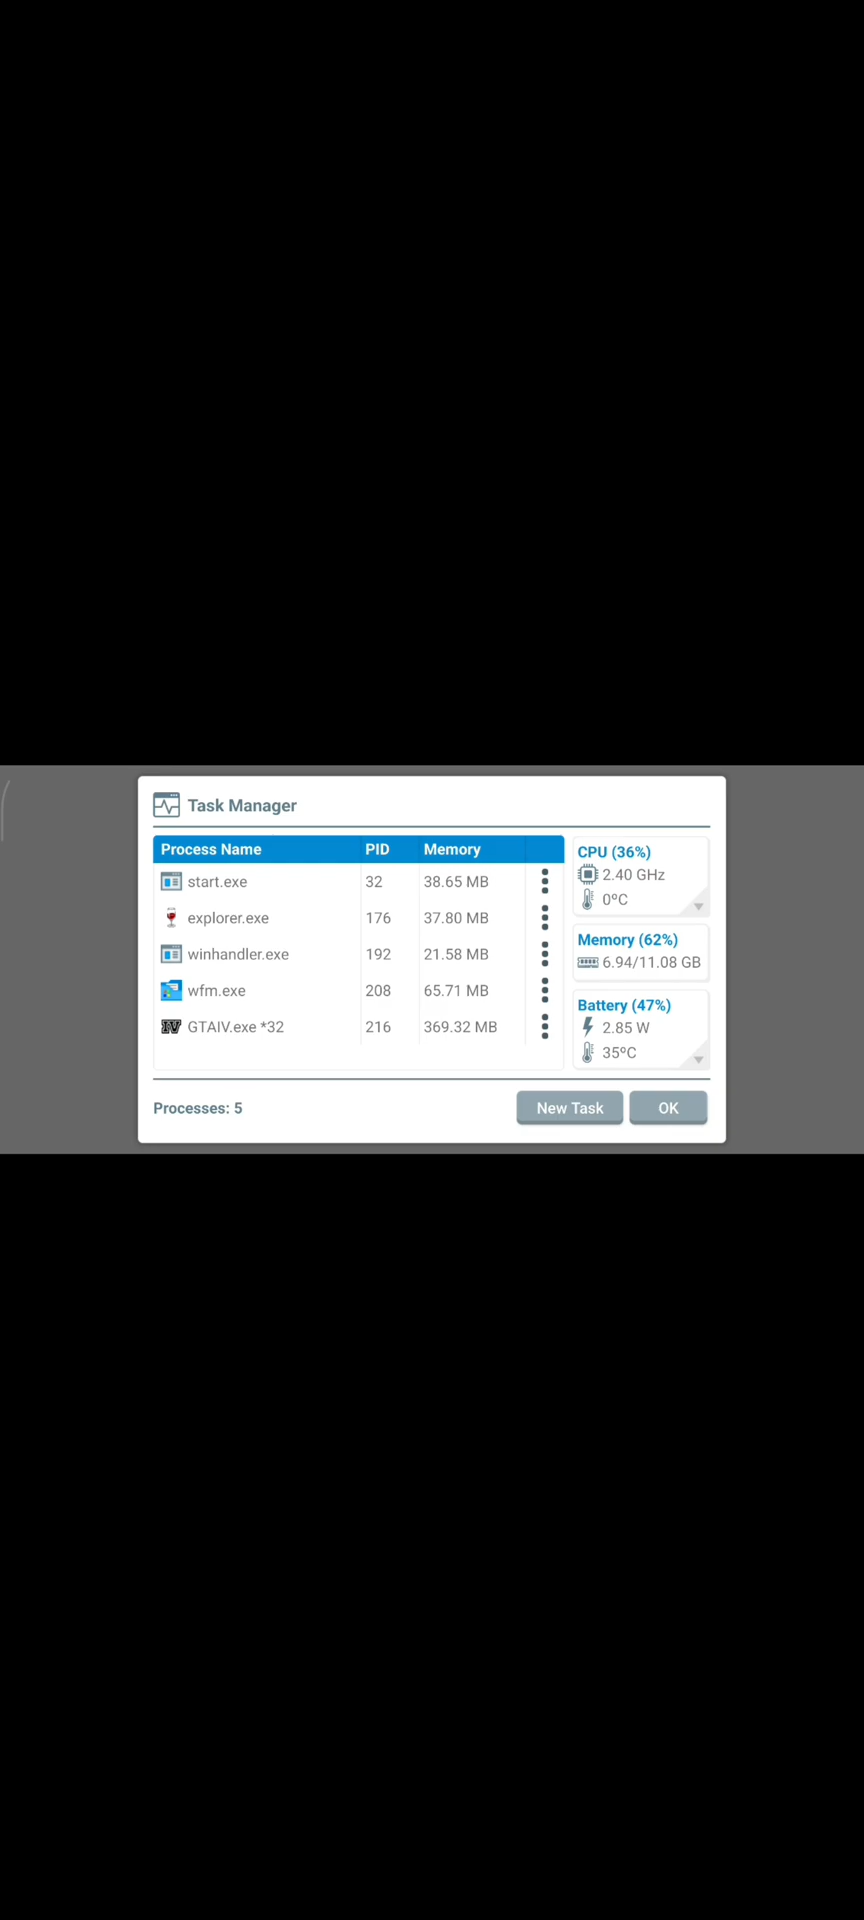 Task Manager
Process Name PID Memory
start.exe 32 38.65 MB
explorer.exe 176 37.80 MB
winhandler.exe 192 21.58 MB
wfm.exe 208 65.71 MB
IV GTAIV.exe *32 216 369.32 MB
CPU (36%)
2.40 GHz
0°C
Memory (62%)
6.94/11.08 GB
Battery (47%)
2.85 W
35°C
Processes: 5
New Task OK